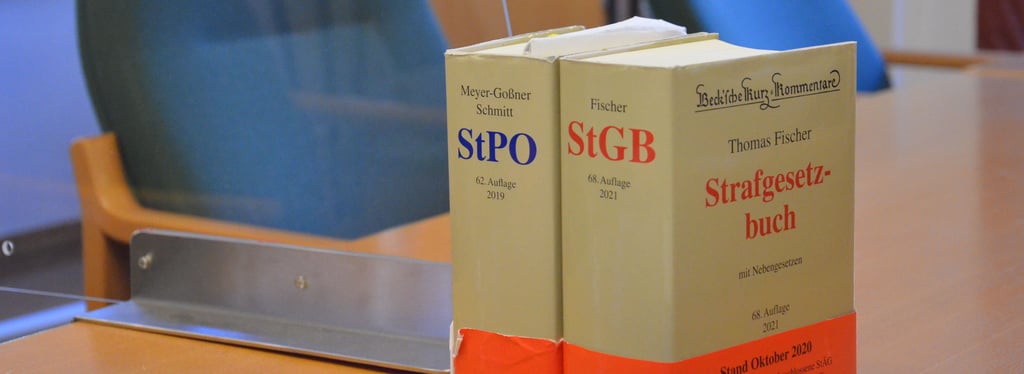 Meyer-Goßner
Schmitt
StPO
62. Auflage
2019
Fischer
StGB
68. Auflage
2021
Beck'sche Kurz-Kommentare
Thomas Fischer
Strafgesetz-
buch
mit Nebengesetzen
68. Auflage
2021
Stand Oktober 2020
StÄG